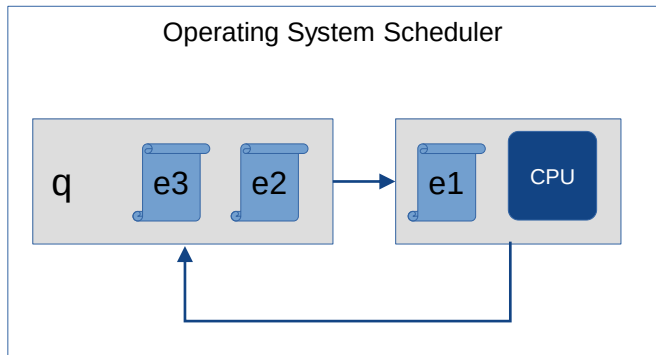 Operating System Scheduler
q e3 e2 e1 CPU